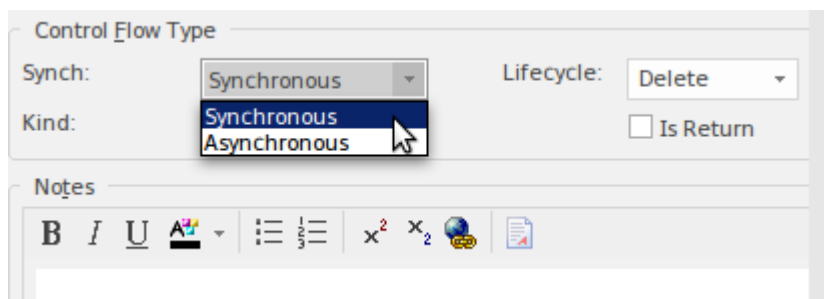 Control Flow Type
Synch: Synchronous Lifecycle: Delete
Kind: Synchronous
Asynchronous Is Return
Notes
B I U A x² x₂